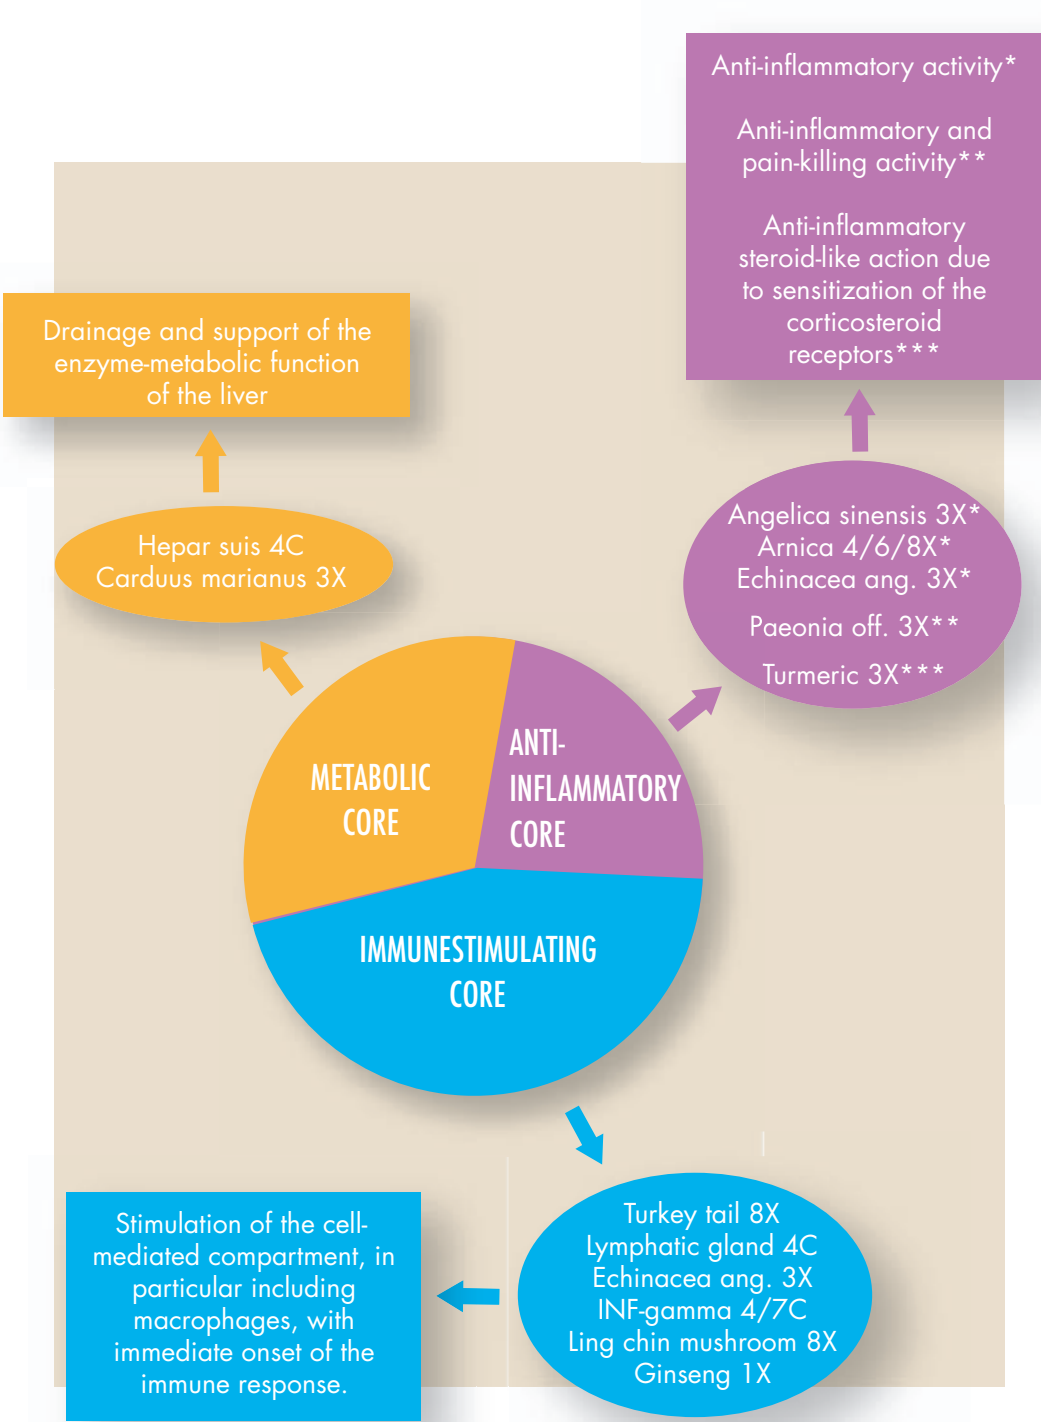 Anti-inflammatory activity*
Anti-inflammatory and
pain-killing activity**
Anti-inflammatory
steroid-like action due
to sensitization of the
corticosteroid
receptors***
Drainage and support of the
enzyme-metabolic function
of the liver
Hepar suis 4C
Carduus marianus 3X
Angelica sinensis 3X*
Arnica 4/6/8X*
Echinacea ang. 3X*
Paeonia off. 3X**
Turmeric 3X***
METABOLIC
CORE
ANTI-
INFLAMMATORY
CORE
IMMUNESTIMULATING
CORE
Stimulation of the cell-
mediated compartment, in
particular including
macrophages, with
immediate onset of the
immune response.
Turkey tail 8X
Lymphatic gland 4C
Echinacea ang. 3X
INF-gamma 4/7C
Ling chin mushroom 8X
Ginseng 1X